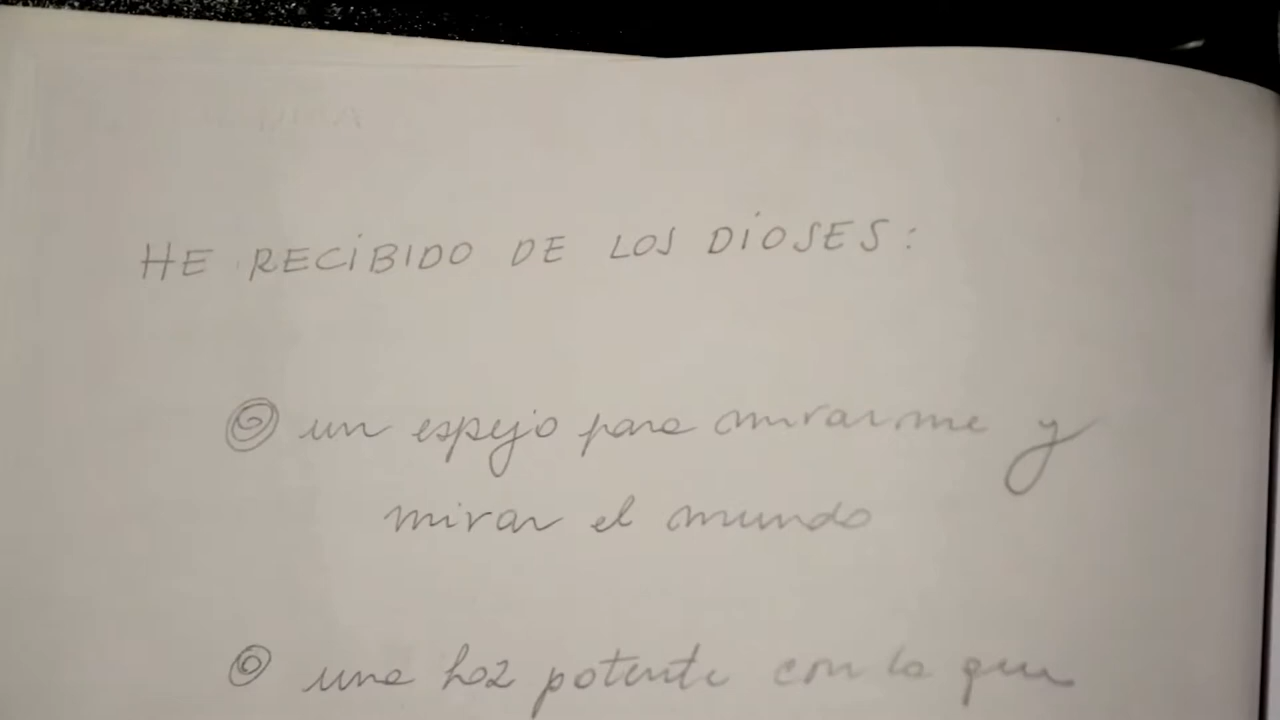 HE RECIBIDO DE LOS DIOSES:
un espejo para mirarme y
mirar el mundo
una hoz potente con la que